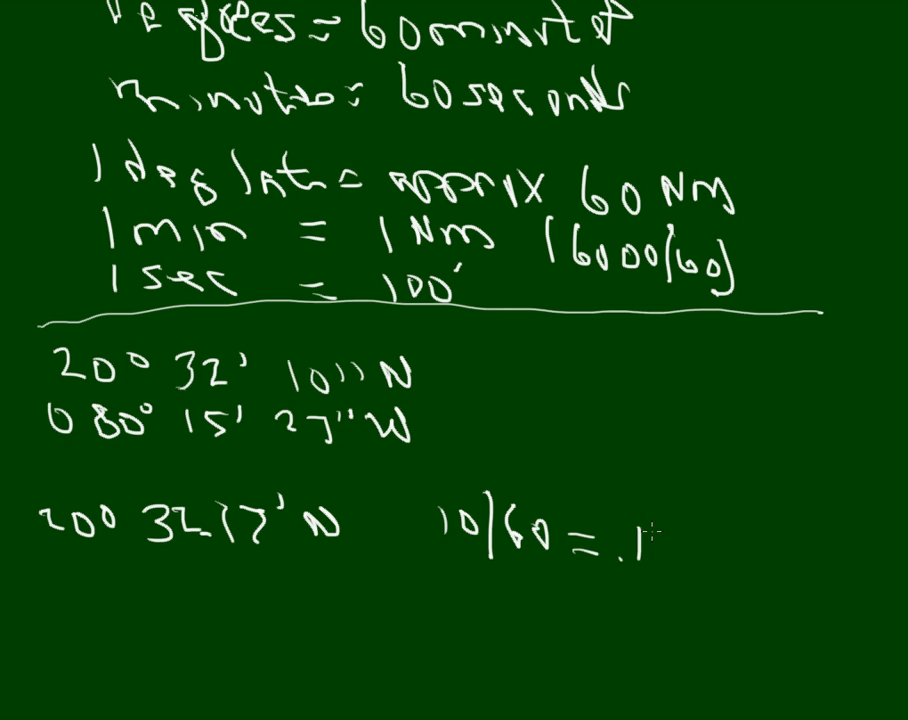 Degrees = 60 minutes
minutes = 60 seconds
1 deg lat. = approx 60 Nm
1 min = 1 Nm (6000/60)
1 sec = 100'
20° 32' 10" N
080° 15' 27" W
20° 32.17' N 10/60 = .1